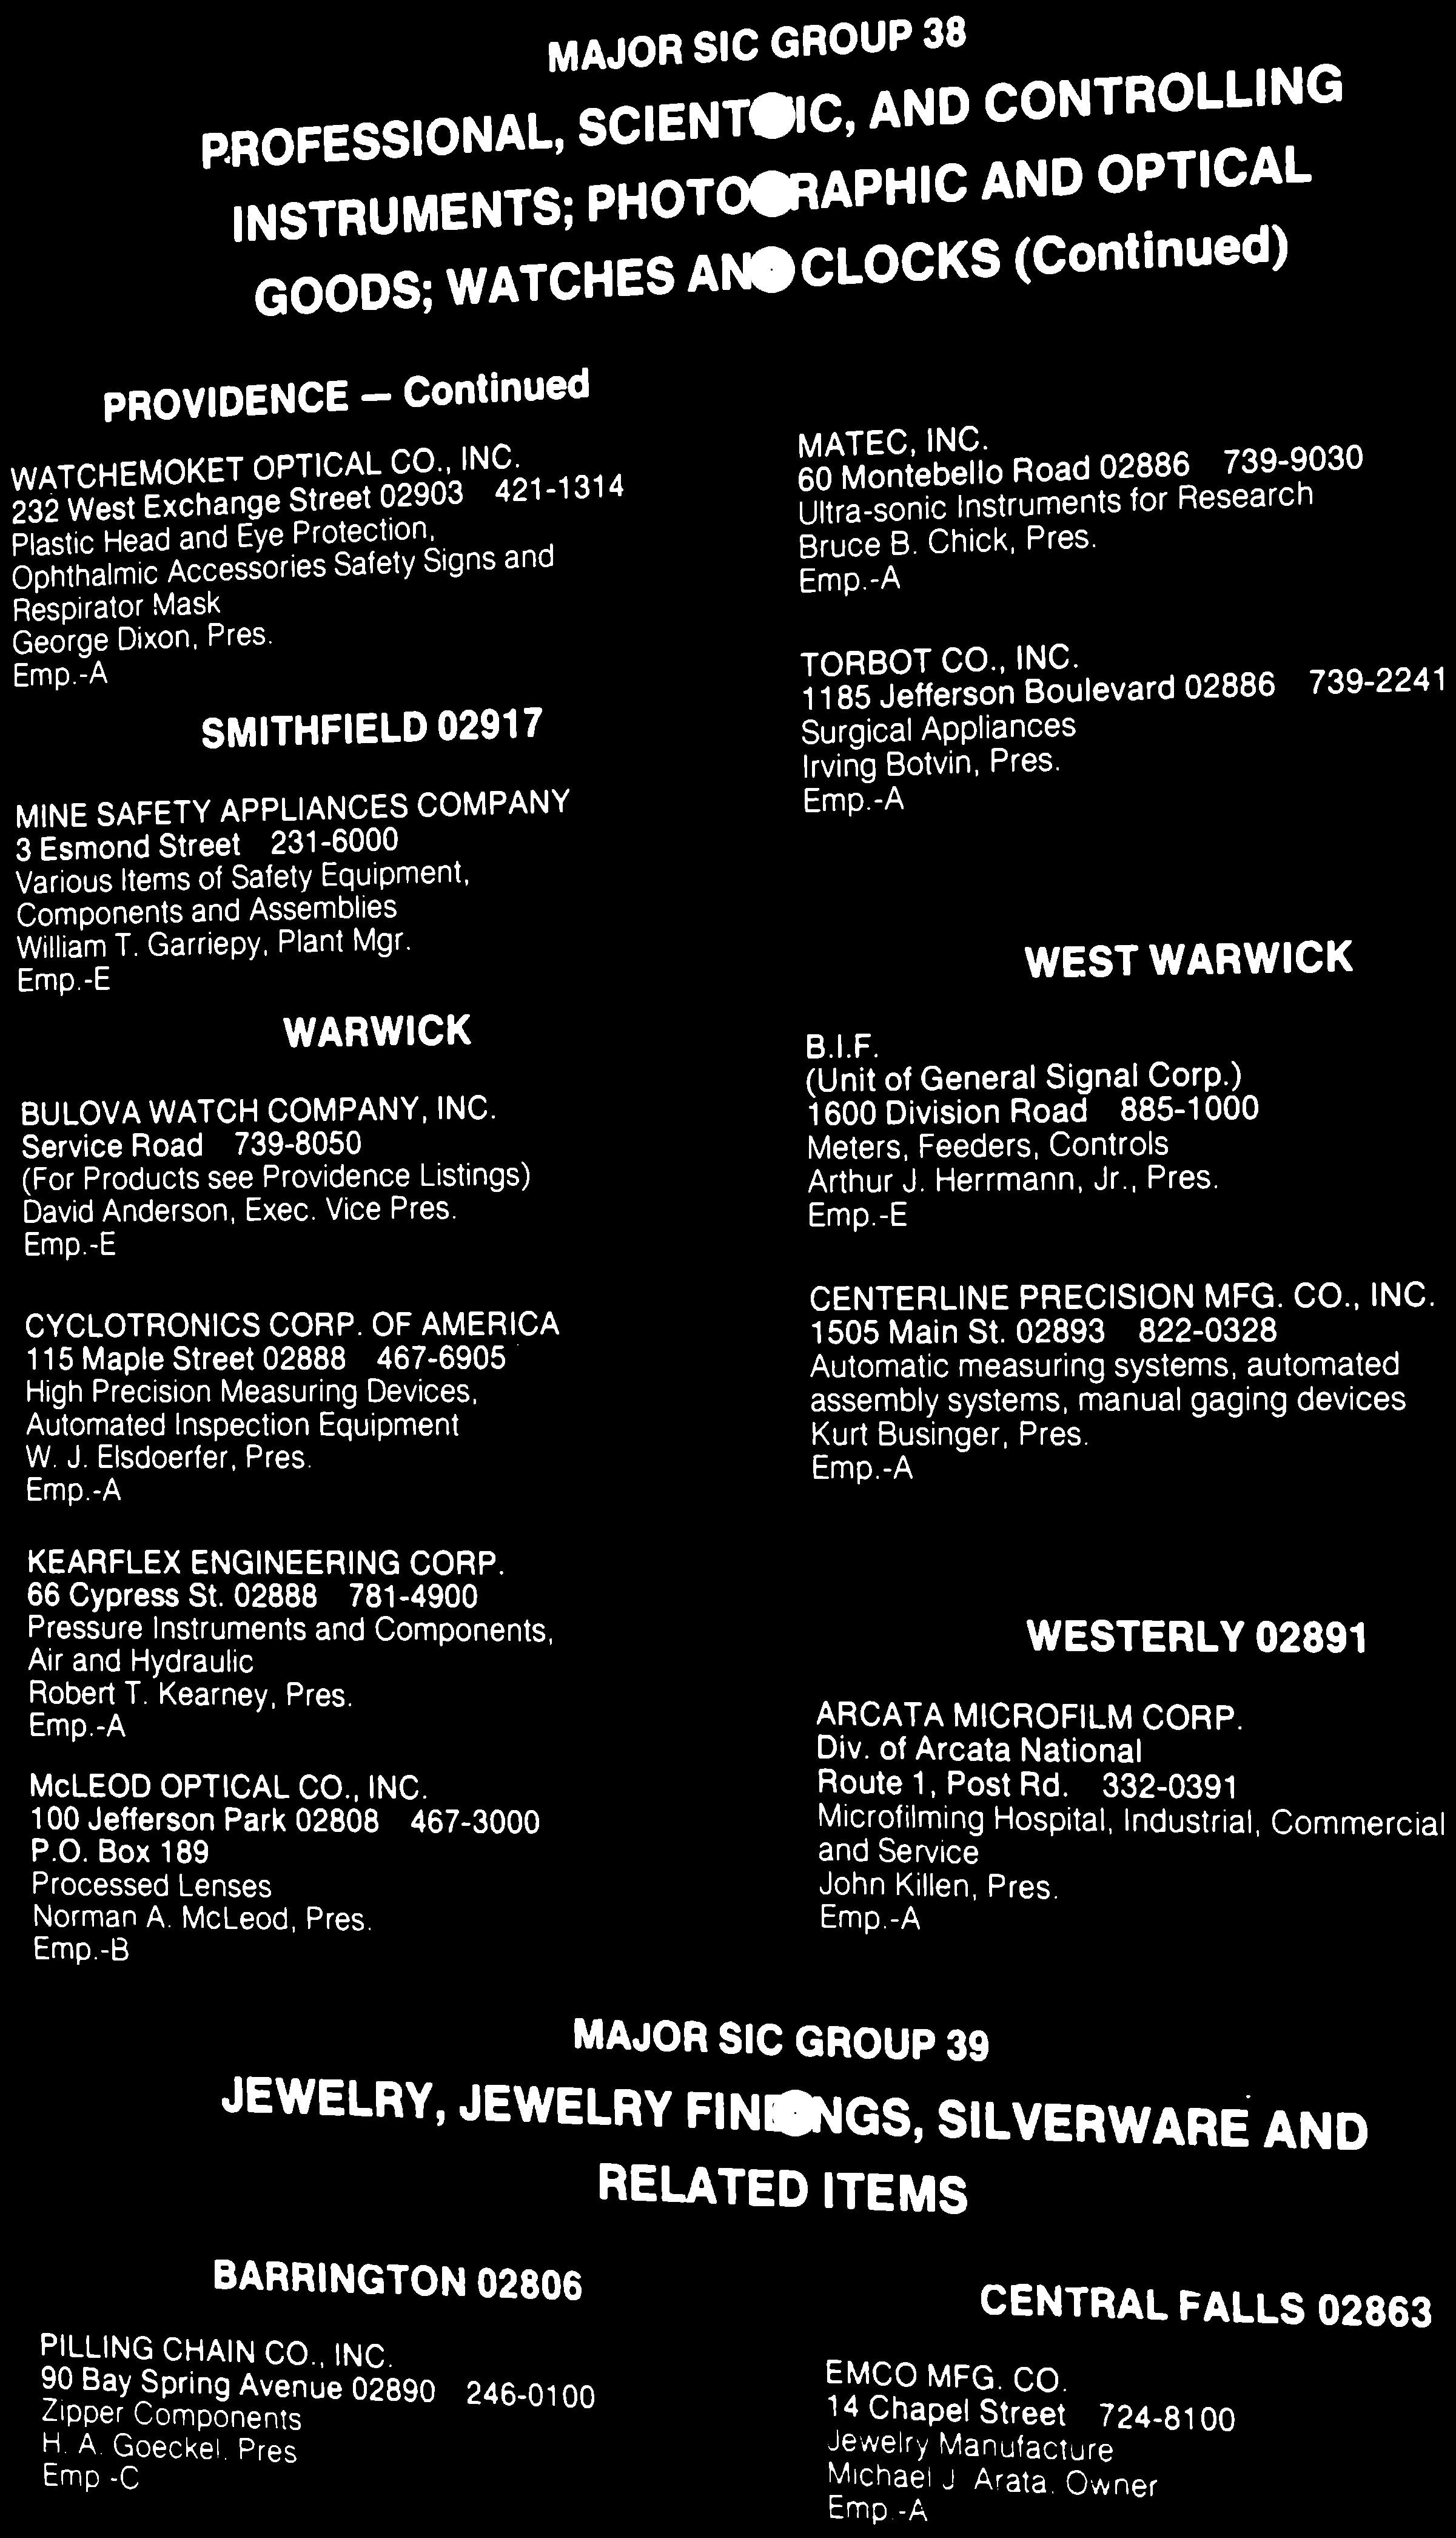 MAJOR SIC GROUP 38
PROFESSIONAL, SCIENTIFIC, AND CONTROLLING
INSTRUMENTS; PHOTOGRAPHIC AND OPTICAL
GOODS; WATCHES AND CLOCKS (Continued)
PROVIDENCE — Continued
WATCHEMOKET OPTICAL CO., INC.
232 West Exchange Street 02903 421-1314
Plastic Head and Eye Protection,
Ophthalmic Accessories Safety Signs and
Respirator Mask
George Dixon, Pres.
Emp.-A
SMITHFIELD 02917
MINE SAFETY APPLIANCES COMPANY
3 Esmond Street 231-6000
Various Items of Safety Equipment,
Components and Assemblies
William T. Garriepy, Plant Mgr.
Emp.-E
WARWICK
BULOVA WATCH COMPANY, INC.
Service Road 739-8050
(For Products see Providence Listings)
David Anderson, Exec. Vice Pres.
Emp.-E
CYCLOTRONICS CORP. OF AMERICA
115 Maple Street 02888 467-6905
High Precision Measuring Devices,
Automated Inspection Equipment
W. J. Elsdoerfer, Pres.
Emp.-A
KEARFLEX ENGINEERING CORP.
66 Cypress St. 02888 781-4900
Pressure Instruments and Components,
Air and Hydraulic
Robert T. Kearney, Pres.
Emp.-A
McLEOD OPTICAL CO., INC.
100 Jefferson Park 02808 467-3000
P.O. Box 189
Processed Lenses
Norman A. McLeod, Pres.
Emp.-B
MATEC, INC.
60 Montebello Road 02886 739-9030
Ultra-sonic Instruments for Research
Bruce B. Chick, Pres.
Emp.-A
TORBOT CO., INC.
1185 Jefferson Boulevard 02886 739-2241
Surgical Appliances
Irving Botvin, Pres.
Emp.-A
WEST WARWICK
B.I.F.
(Unit of General Signal Corp.)
1600 Division Road 885-1000
Meters, Feeders, Controls
Arthur J. Herrmann, Jr., Pres.
Emp.-E
CENTERLINE PRECISION MFG. CO., INC.
1505 Main St. 02893 822-0328
Automatic measuring systems, automated
assembly systems, manual gaging devices
Kurt Businger, Pres.
Emp.-A
WESTERLY 02891
ARCATA MICROFILM CORP.
Div. of Arcata National
Route 1, Post Rd. 332-0391
Microfilming Hospital, Industrial, Commercial
and Service
John Killen, Pres.
Emp.-A
MAJOR SIC GROUP 39
JEWELRY, JEWELRY FINDINGS, SILVERWARE AND
RELATED ITEMS
BARRINGTON 02806
PILLING CHAIN CO., INC.
90 Bay Spring Avenue 02890 246-0100
Zipper Components
H. A. Goeckel, Pres
Emp -C
CENTRAL FALLS 02863
EMCO MFG. CO.
14 Chapel Street 724-8100
Jewelry Manufacture
Michael J Arata, Owner
Emp.-A